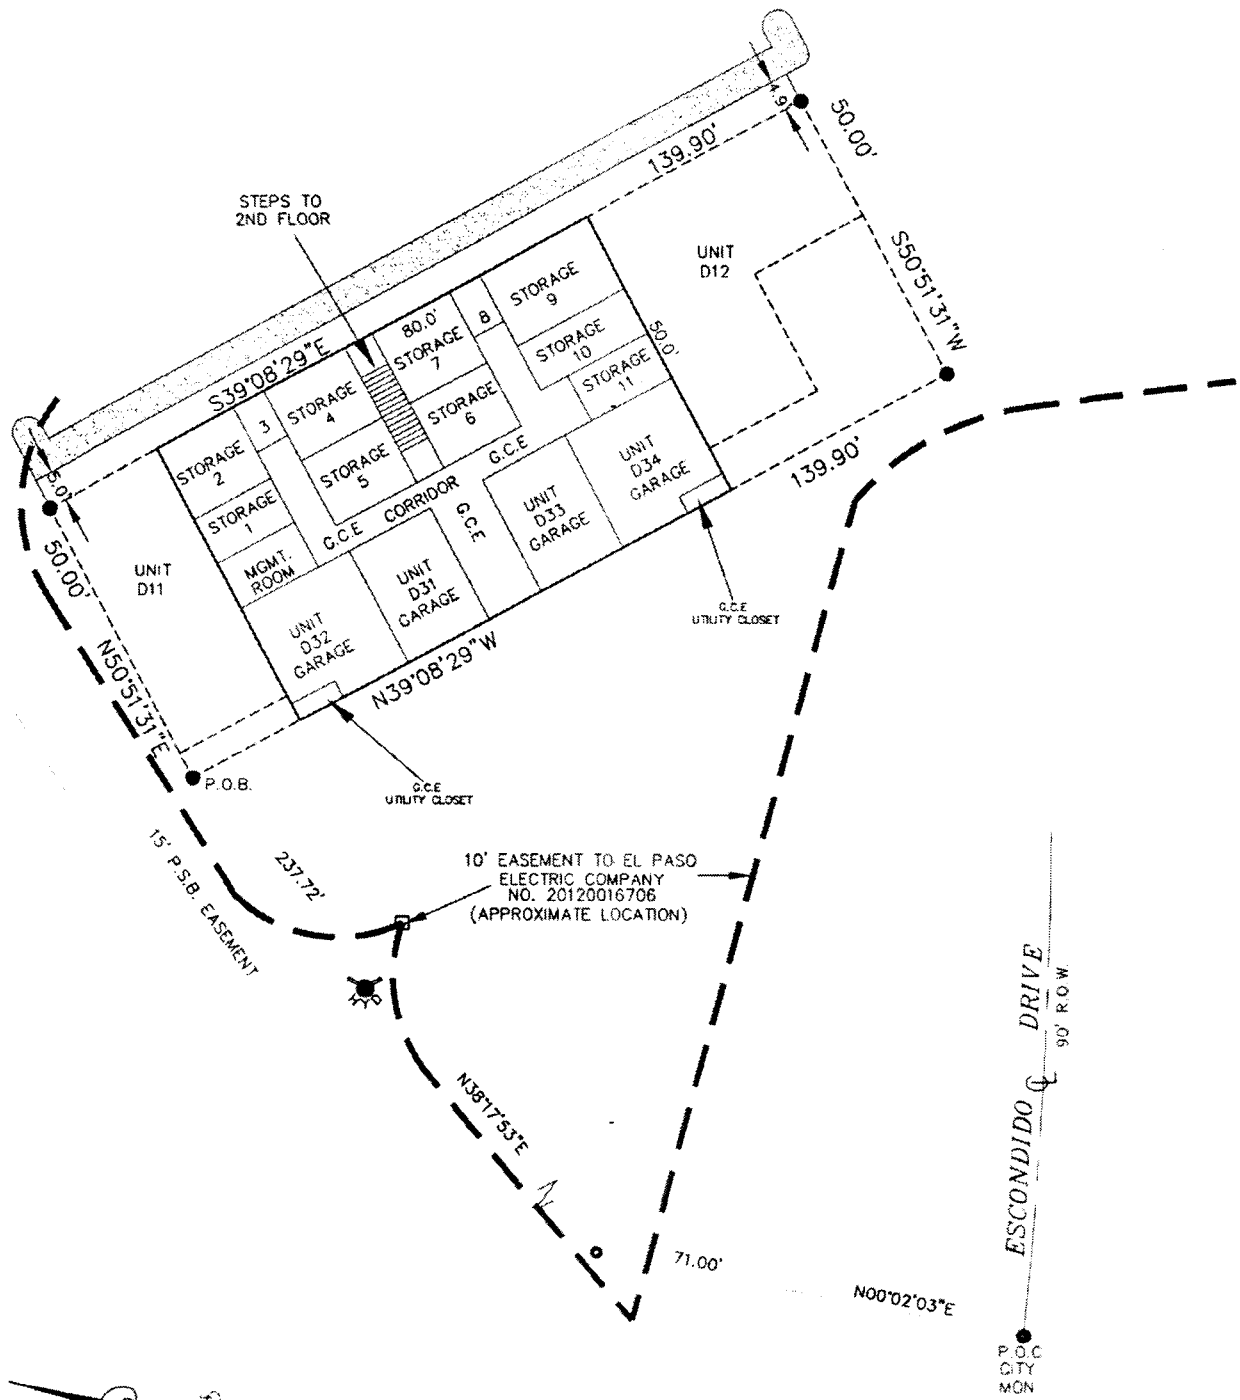 4.9'
50.00'
139.90'
STEPS TO
2ND FLOOR
UNIT
D12
S50°51'31"W
STORAGE
9
8
80.0'
STORAGE
7
50.0'
STORAGE
10
S39°08'29"E
STORAGE
11
STORAGE
4
3
STORAGE
6
STORAGE
2
G.C.E
UNIT
D34
GARAGE
STORAGE
5
139.90'
5.0'
STORAGE
1
CORRIDOR
G.C.E
G.C.E
UNIT
D33
GARAGE
50.00'
UNIT
D11
MGMT.
ROOM
UNIT
D31
GARAGE
G.C.E
UTILITY CLOSET
UNIT
D32
GARAGE
N39°08'29"W
N50°51'31"E
P.O.B.
G.C.E
UTILITY CLOSET
15' P.S.B. EASEMENT
237.72'
10' EASEMENT TO EL PASO
ELECTRIC COMPANY
NO. 20120016706
(APPROXIMATE LOCATION)
HYD
ESCONDIDO DRIVE
90' R.O.W.
N38°17'53"E
71.00'
N00°02'03"E
P.O.C
CITY
MON